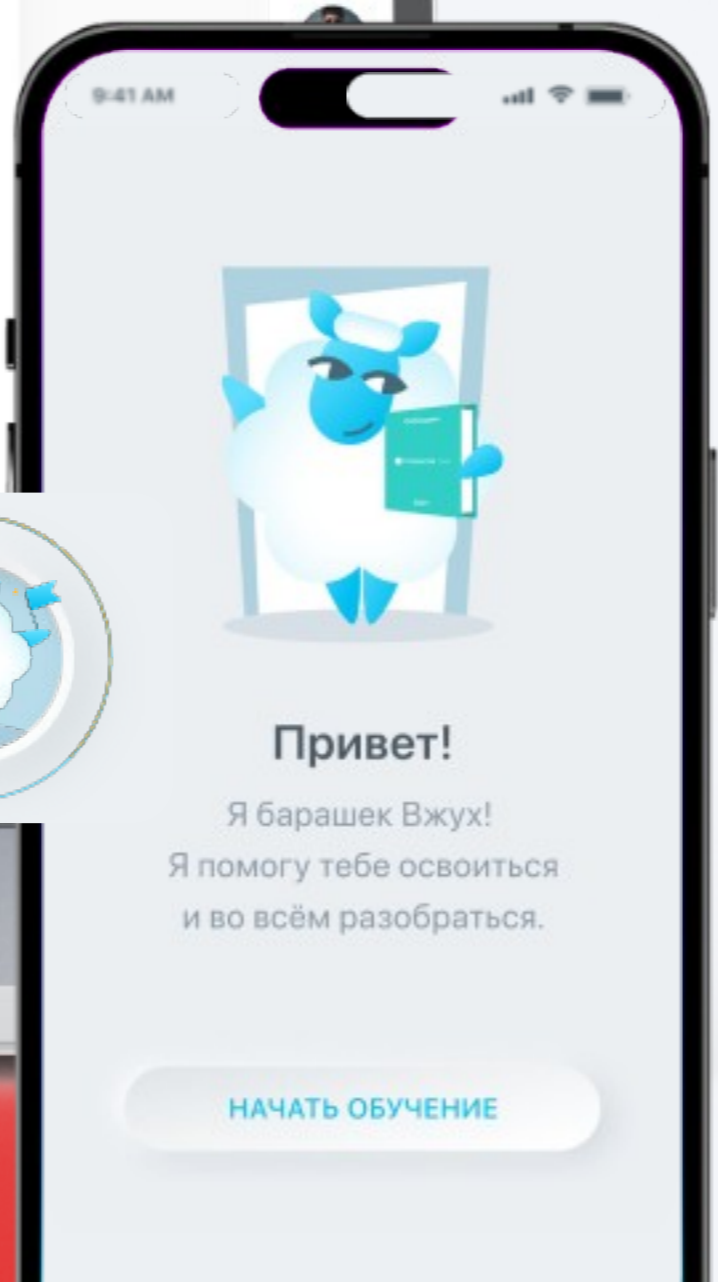 9:41 AM
Привет!
Я барашек Вжух!
Я помогу тебе освоиться
и во всём разобраться.
НАЧАТЬ ОБУЧЕНИЕ